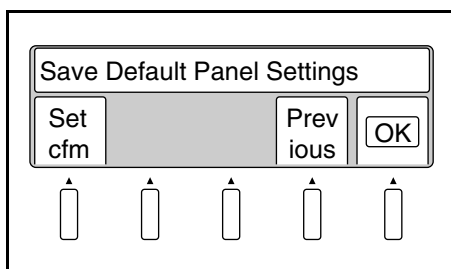 Save Default Panel Settings
Set
cfm
Prev
ious
OK